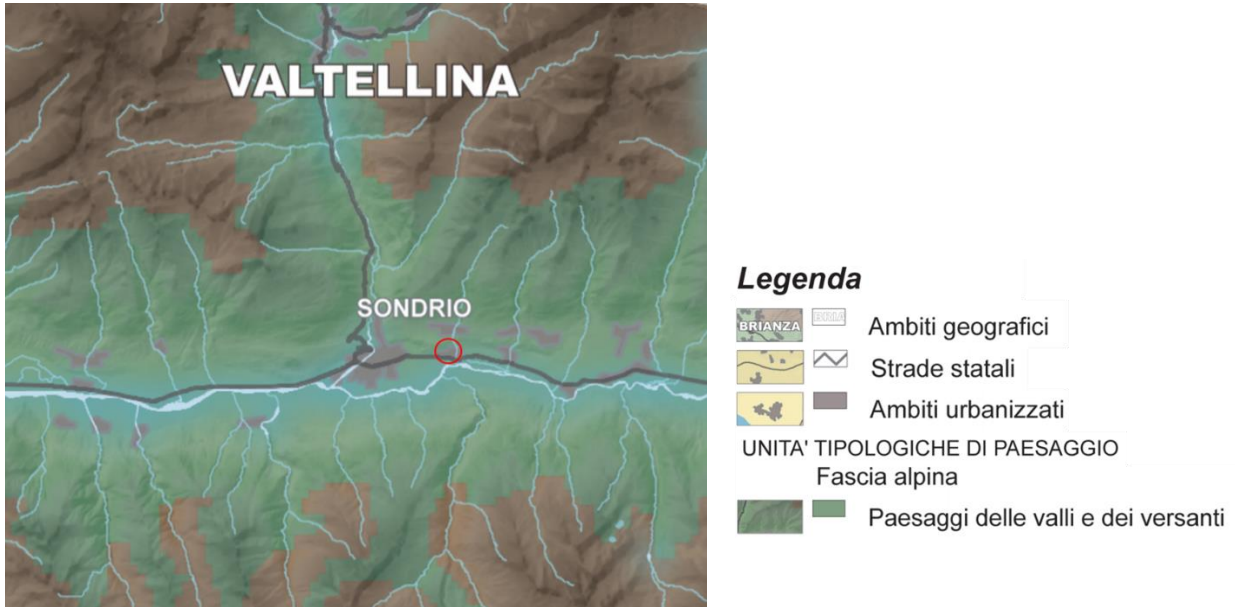 VALTELLINA
SONDRIO
Legenda
BRIANZA
Ambiti geografici
Strade statali
Ambiti urbanizzati
UNITA' TIPOLOGICHE DI PAESAGGIO
Fascia alpina
Paesaggi delle valli e dei versanti